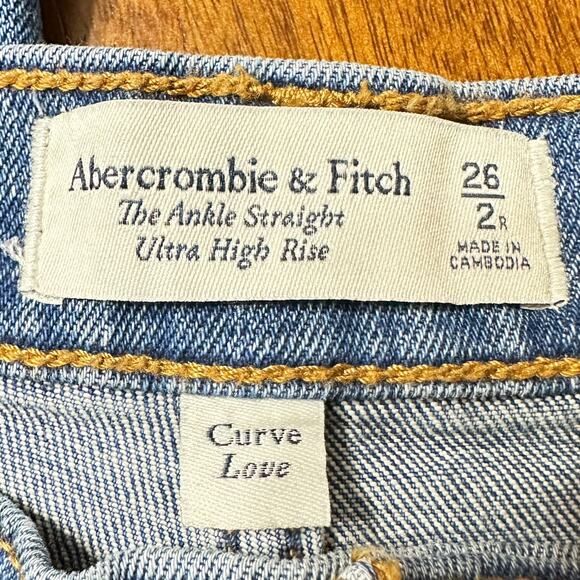 Abercrombie & Fitch
The Ankle Straight
Ultra High Rise
26
2R
MADE IN
CAMBODIA
Curve
Love